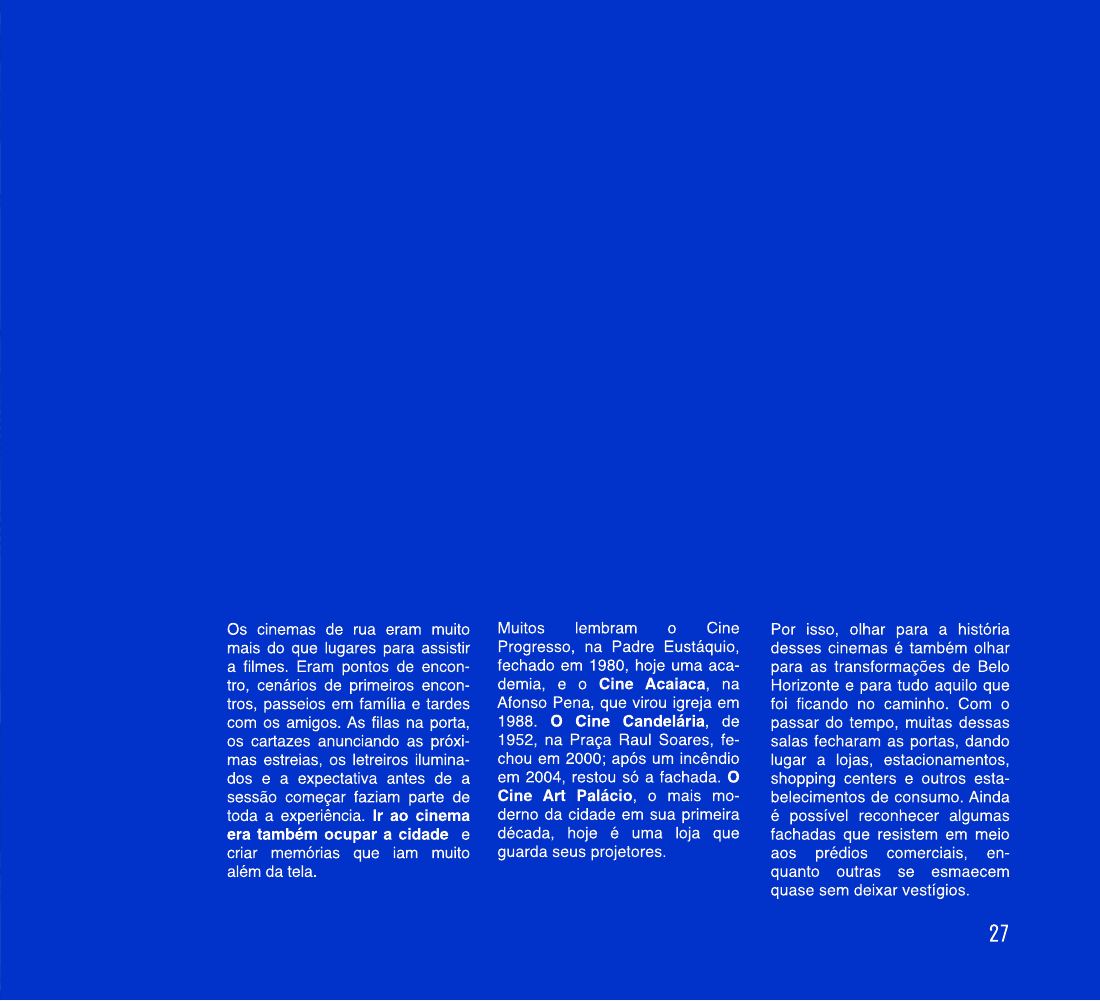 Os cinemas de rua eram muito
mais do que lugares para assistir
a filmes. Eram pontos de encon-
tro, cenários de primeiros encon-
tros, passeios em família e tardes
com os amigos. As filas na porta,
os cartazes anunciando as próxi-
mas estreias, os letreiros ilumina-
dos e a expectativa antes de a
sessão começar faziam parte de
toda a experiência. Ir ao cinema
era também ocupar a cidade e
criar memórias que iam muito
além da tela.
Muitos lembram o Cine
Progresso, na Padre Eustáquio,
fechado em 1980, hoje uma aca-
demia, e o Cine Acaiaca, na
Afonso Pena, que virou igreja em
1988. O Cine Candelária, de
1952, na Praça Raul Soares, fe-
chou em 2000; após um incêndio
em 2004, restou só a fachada. O
Cine Art Palácio, o mais mo-
derno da cidade em sua primeira
década, hoje é uma loja que
guarda seus projetores.
Por isso, olhar para a história
desses cinemas é também olhar
para as transformações de Belo
Horizonte e para tudo aquilo que
foi ficando no caminho. Com o
passar do tempo, muitas dessas
salas fecharam as portas, dando
lugar a lojas, estacionamentos,
shopping centers e outros esta-
belecimentos de consumo. Ainda
é possível reconhecer algumas
fachadas que resistem em meio
aos prédios comerciais, en-
quanto outras se esmaecem
quase sem deixar vestígios.
27